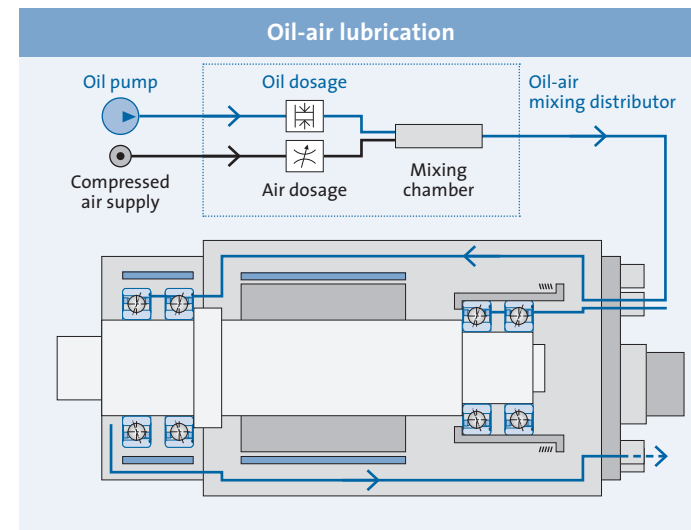 Oil-air lubrication
Oil pump
Oil dosage
Oil-air
mixing distributor
Compressed
air supply
Air dosage
Mixing
chamber